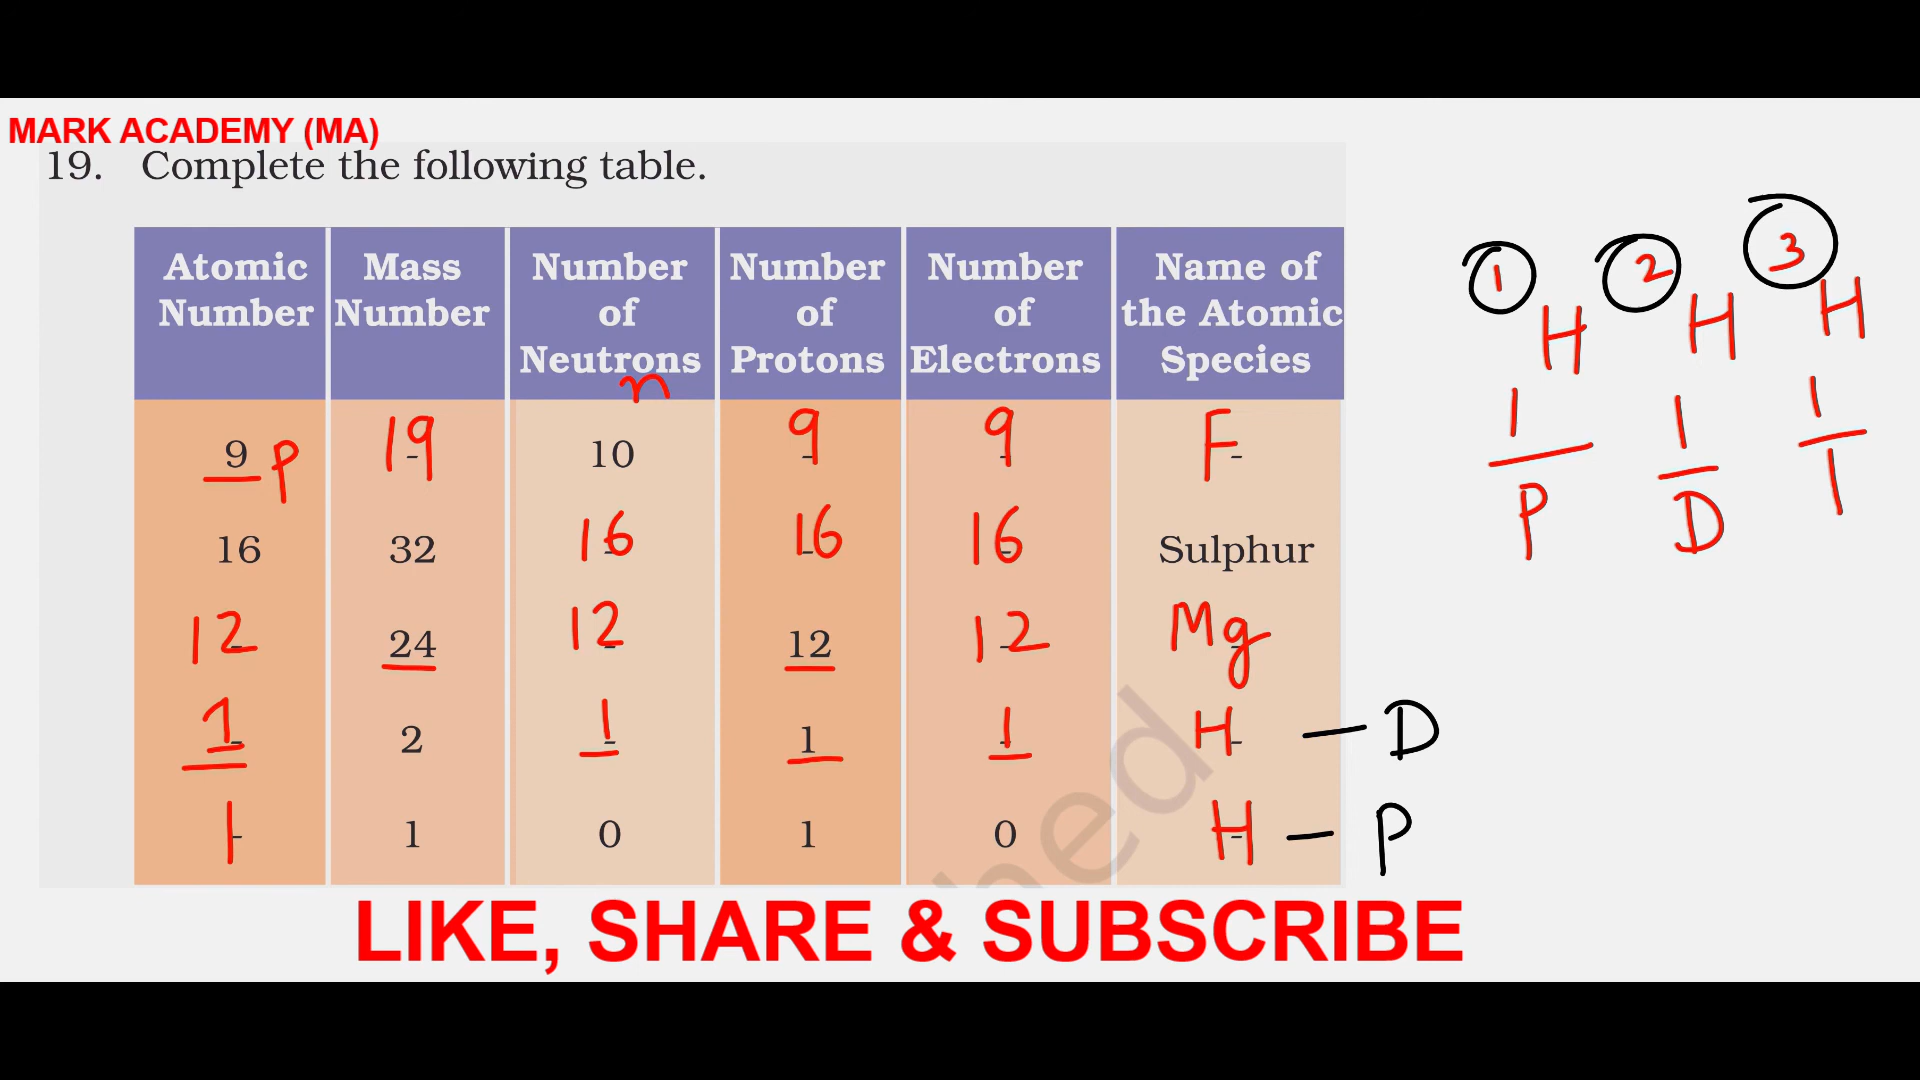 MARK ACADEMY (MA)
19. Complete the following table.
Atomic Number Mass Number Number of Neutrons Number of Protons Number of Electrons Name of the Atomic Species
n
9 P 19 - 10 9 - 9 - F -
16 32 16 - 16 - 16 - Sulphur
12 - 24 12 - 12 12 - Mg -
1 - 2 1 - 1 1 - H - — D
1 - 1 0 1 0 H - — P
1 H 2 H 3 H
1 1 1
P D T
LIKE, SHARE & SUBSCRIBE